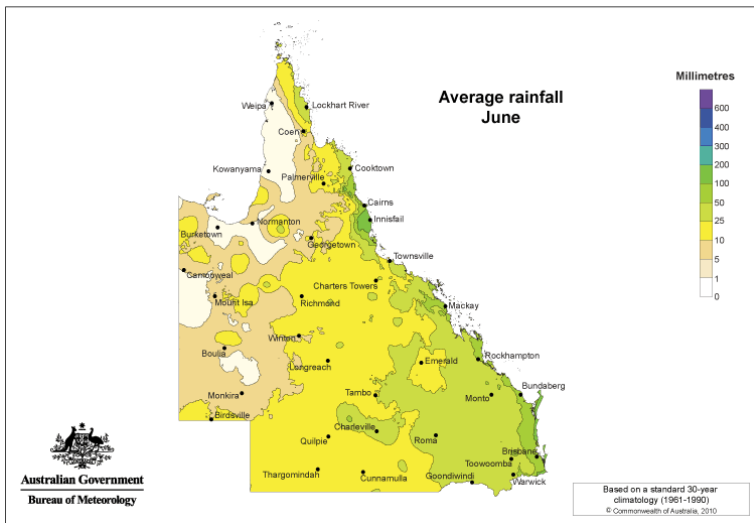 Average rainfall
June
Millimetres
600
400
300
200
100
50
25
10
5
1
0
Weipa
Lockhart River
Coen
Kowanyama
Palmerville
Cooktown
Cairns
Innisfail
Normanton
Burketown
Georgetown
Townsville
Camooweal
Charters Towers
Mount Isa
Richmond
Mackay
Winton
Boulia
Longreach
Emerald
Rockhampton
Monkira
Tambo
Monto
Bundaberg
Birdsville
Charleville
Quilpie
Roma
Brisbane
Toowoomba
Thargomindah
Cunnamulla
Goondiwindi
Warwick
Australian Government
Bureau of Meteorology
Based on a standard 30-year
climatology (1961-1990)
© Commonwealth of Australia, 2010